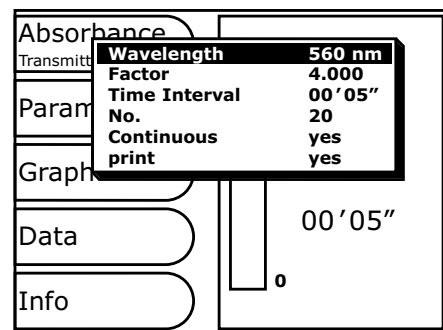 Absorbance
Transmitt
Wavelength 560 nm
Factor 4.000
Time Interval 00′05″
No. 20
Continuous yes
print yes
Param
Graph
Data
Info
00′05″
0